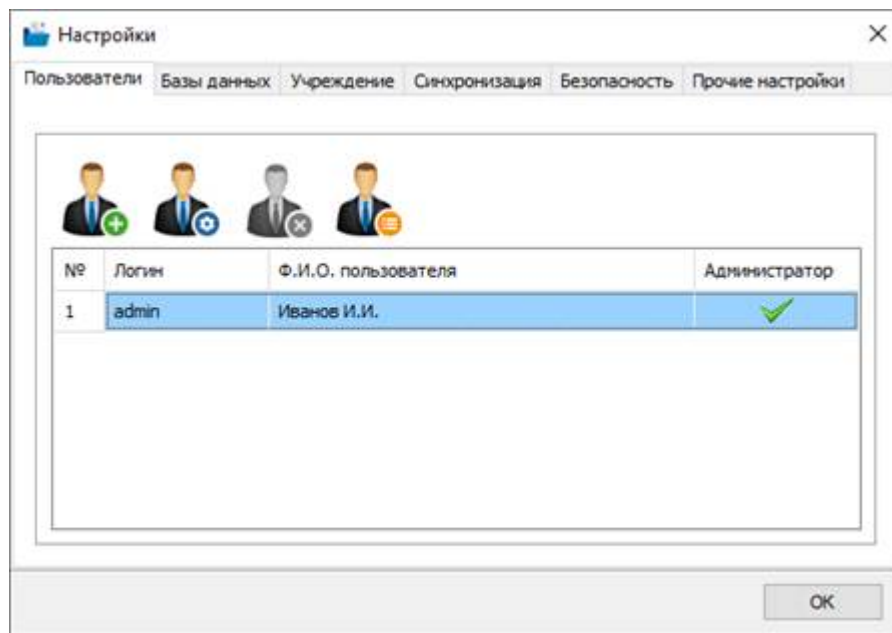 Настройки
Пользователи Базы данных Учреждение Синхронизация Безопасность Прочие настройки
№ Логин Ф.И.О. пользователя Администратор
1 admin Иванов И.И.
OK